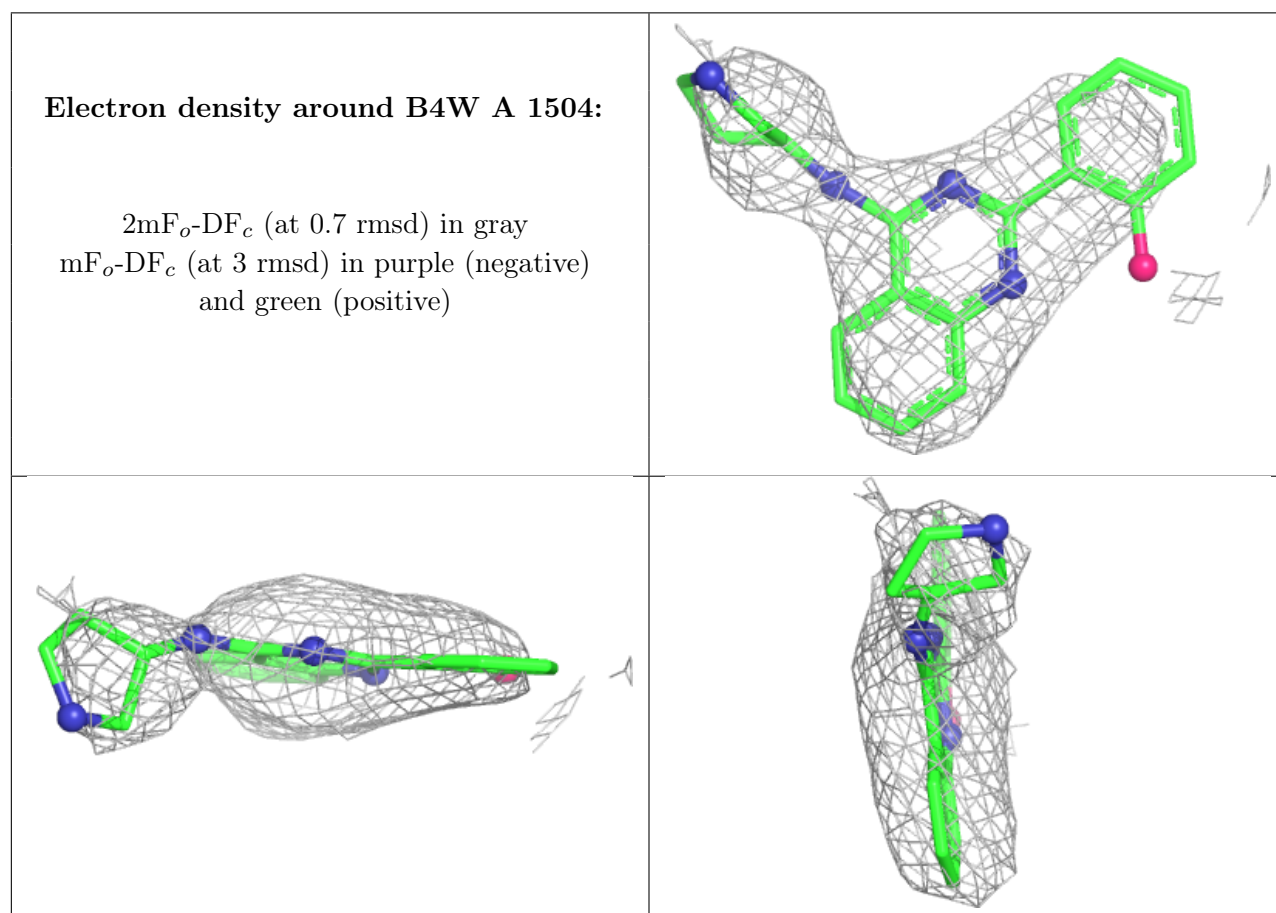 Electron density around B4W A 1504:
2mFo-DFc (at 0.7 rmsd) in gray
mFo-DFc (at 3 rmsd) in purple (negative)
and green (positive)